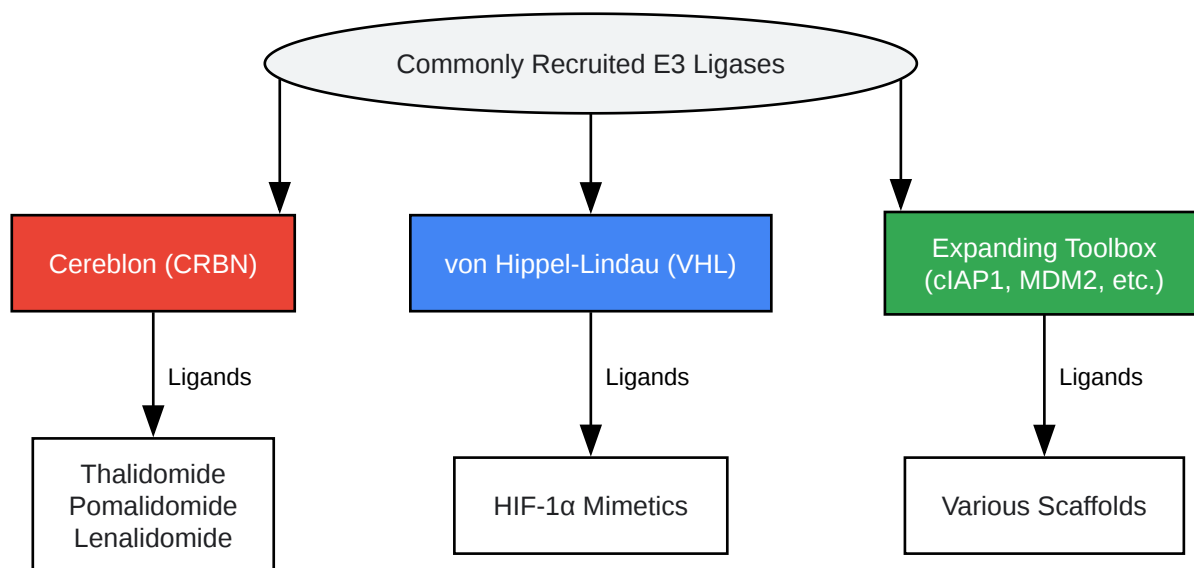 Commonly Recruited E3 Ligases
Cereblon (CRBN)
von Hippel-Lindau (VHL)
Expanding Toolbox
(cIAP1, MDM2, etc.)
Ligands
Ligands
Ligands
Thalidomide
Pomalidomide
Lenalidomide
HIF-1α Mimetics
Various Scaffolds